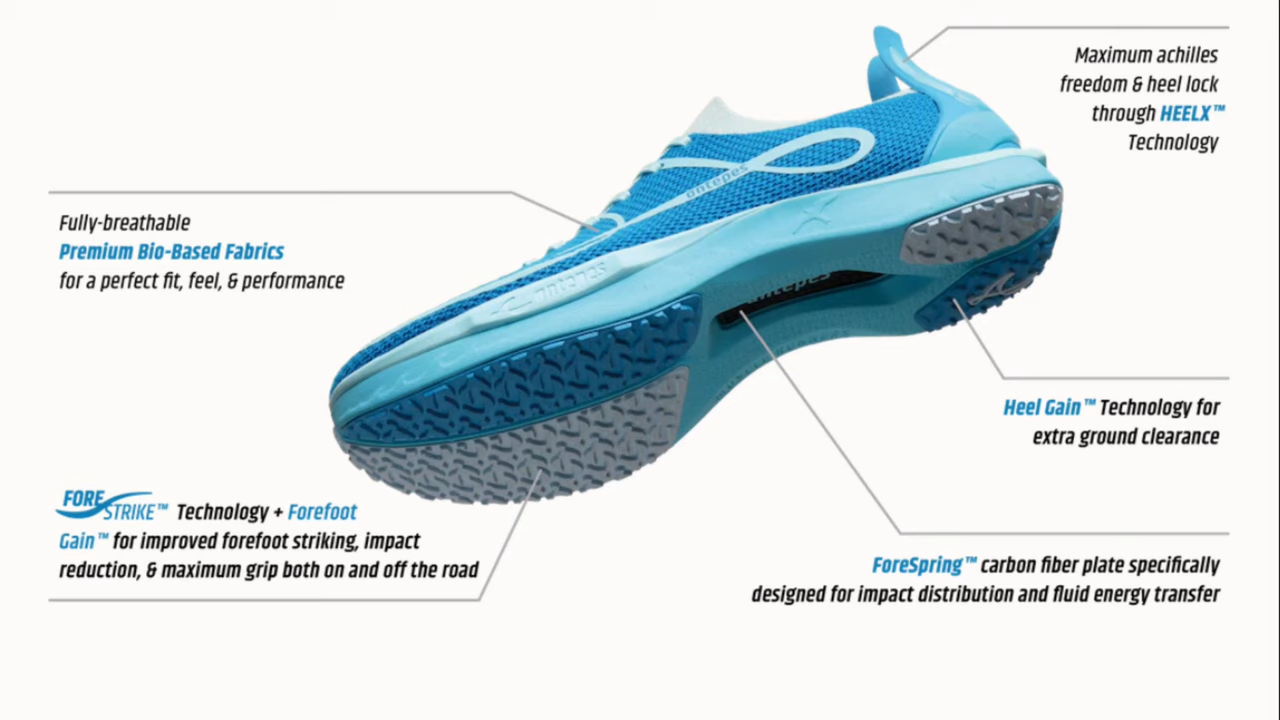 Maximum achilles
freedom & heel lock
through HEELX™
Technology
Fully-breathable
Premium Bio-Based Fabrics
for a perfect fit, feel, & performance
antepes
antepes
antepes
Heel Gain™ Technology for
extra ground clearance
FORE STRIKE™ Technology + Forefoot
Gain™ for improved forefoot striking, impact
reduction, & maximum grip both on and off the road
ForeSpring™ carbon fiber plate specifically
designed for impact distribution and fluid energy transfer